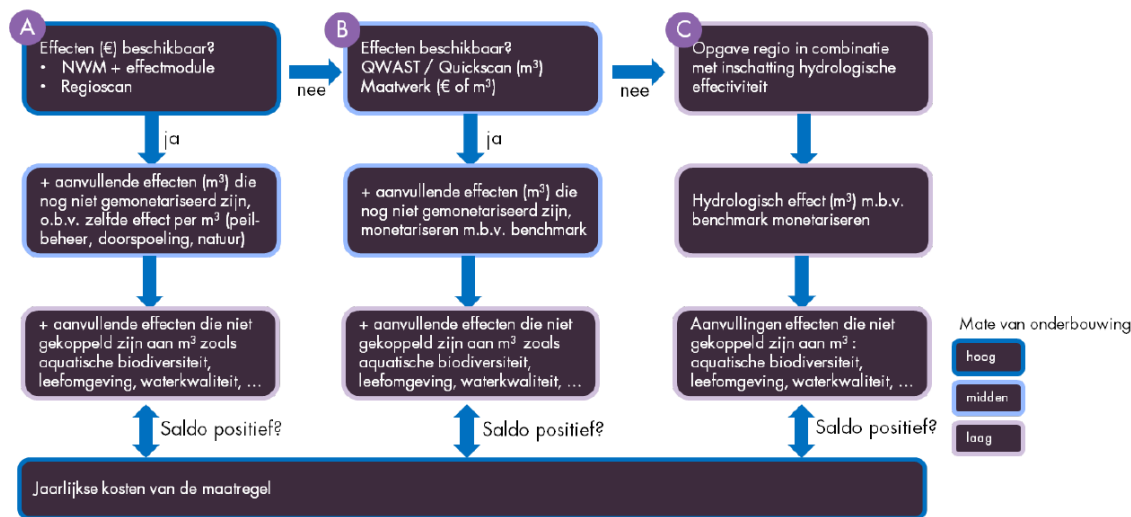 A
Effecten (€) beschikbaar?
• NWM + effectmodule
• Regioscan
nee
B
Effecten beschikbaar?
QWAST / Quickscan (m³)
Maatwerk (€ of m³)
nee
C
Opgave regio in combinatie
met inschatting hydrologische
effectiviteit
ja
ja
+ aanvullende effecten (m³) die
nog niet gemonetariseerd zijn,
o.b.v. zelfde effect per m³ (peil-
beheer, doorspoeling, natuur)
+ aanvullende effecten (m³) die
nog niet gemonetariseerd zijn,
monetariseren m.b.v. benchmark
Hydrologisch effect (m³) m.b.v.
benchmark monetariseren
+ aanvullende effecten die niet
gekoppeld zijn aan m³ zoals
aquatische biodiversiteit,
leefomgeving, waterkwaliteit, ...
+ aanvullende effecten die niet
gekoppeld zijn aan m³ zoals
aquatische biodiversiteit,
leefomgeving, waterkwaliteit, ...
Aanvullingen effecten die niet
gekoppeld zijn aan m³ :
aquatische biodiversiteit,
leefomgeving, waterkwaliteit, ...
Mate van onderbouwing
hoog
midden
laag
Saldo positief?
Saldo positief?
Saldo positief?
Jaarlijkse kosten van de maatregel